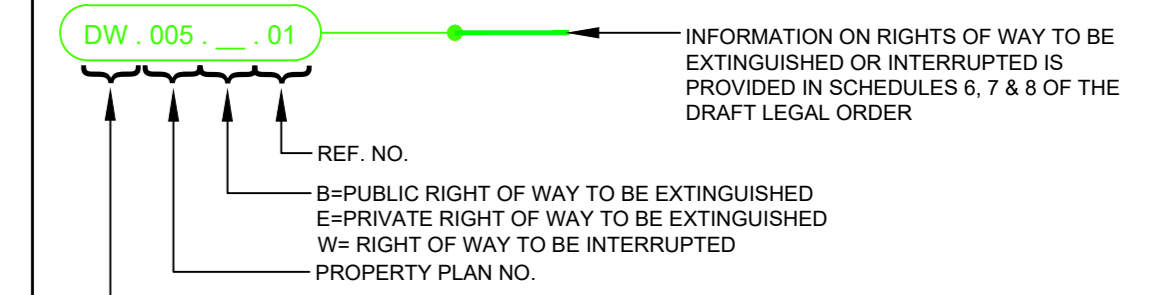 DW . 005 . __ . 01
INFORMATION ON RIGHTS OF WAY TO BE
EXTINGUISHED OR INTERRUPTED IS
PROVIDED IN SCHEDULES 6, 7 & 8 OF THE
DRAFT LEGAL ORDER
REF. NO.
B=PUBLIC RIGHT OF WAY TO BE EXTINGUISHED
E=PRIVATE RIGHT OF WAY TO BE EXTINGUISHED
W= RIGHT OF WAY TO BE INTERRUPTED
PROPERTY PLAN NO.